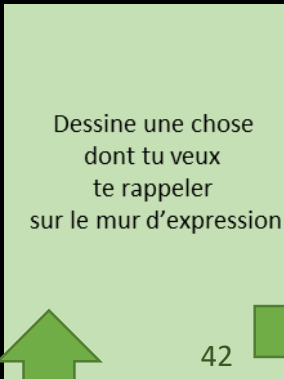 Dessine une chose
dont tu veux
te rappeler
sur le mur d'expression
42